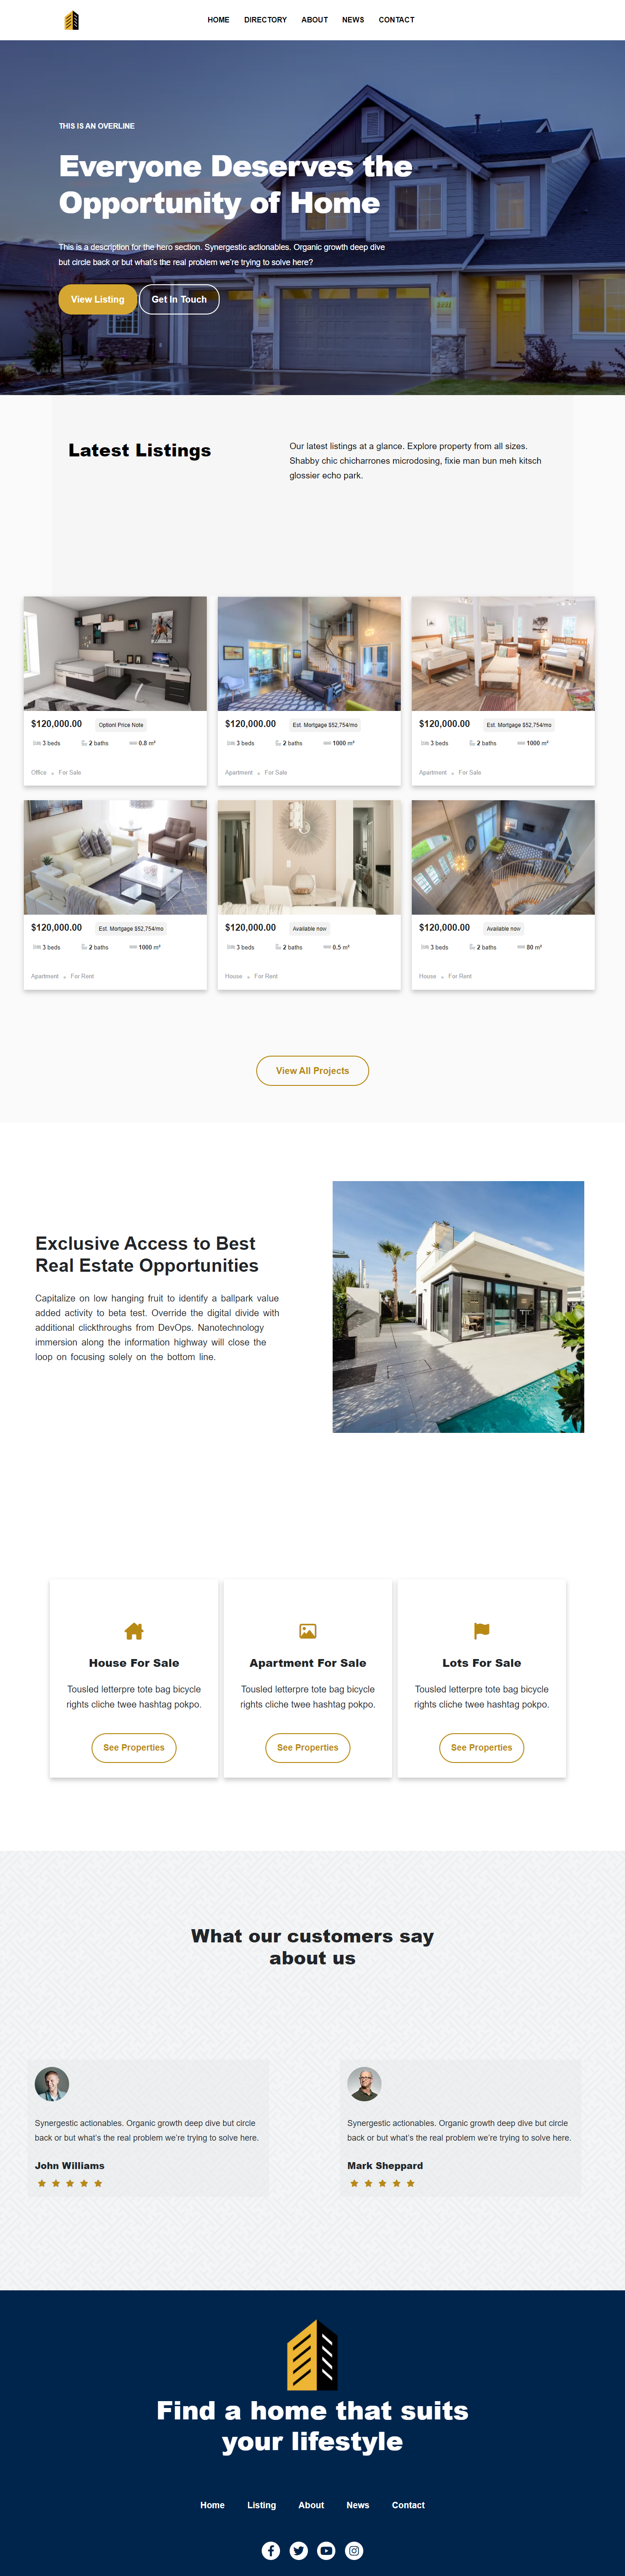 HOME DIRECTORY ABOUT NEWS CONTACT
THIS IS AN OVERLINE
Everyone Deserves the
Opportunity of Home
This is a description for the hero section. Synergestic actionables. Organic growth deep dive
but circle back or but what's the real problem we're trying to solve here?
View Listing Get In Touch
Latest Listings
Our latest listings at a glance. Explore property from all sizes.
Shabby chic chicharrones microdosing, fixie man bun meh kitsch
glossier echo park.
$120,000.00 Optionl Price Note
3 beds 2 baths 0.8 m²
Office • For Sale
$120,000.00 Est. Mortgage $52,754/mo
3 beds 2 baths 1000 m²
Apartment • For Sale
$120,000.00 Est. Mortgage $52,754/mo
3 beds 2 baths 1000 m²
Apartment • For Sale
$120,000.00 Est. Mortgage $52,754/mo
3 beds 2 baths 1000 m²
Apartment • For Rent
$120,000.00 Available now
3 beds 2 baths 0.5 m²
House • For Rent
$120,000.00 Available now
3 beds 2 baths 80 m²
House • For Rent
View All Projects
Exclusive Access to Best
Real Estate Opportunities
Capitalize on low hanging fruit to identify a ballpark value
added activity to beta test. Override the digital divide with
additional clickthroughs from DevOps. Nanotechnology
immersion along the information highway will close the
loop on focusing solely on the bottom line.
House For Sale
Tousled letterpre tote bag bicycle
rights cliche twee hashtag pokpo.
See Properties
Apartment For Sale
Tousled letterpre tote bag bicycle
rights cliche twee hashtag pokpo.
See Properties
Lots For Sale
Tousled letterpre tote bag bicycle
rights cliche twee hashtag pokpo.
See Properties
What our customers say
about us
Synergestic actionables. Organic growth deep dive but circle
back or but what's the real problem we're trying to solve here.
John Williams
Synergestic actionables. Organic growth deep dive but circle
back or but what's the real problem we're trying to solve here.
Mark Sheppard
Find a home that suits
your lifestyle
Home Listing About News Contact